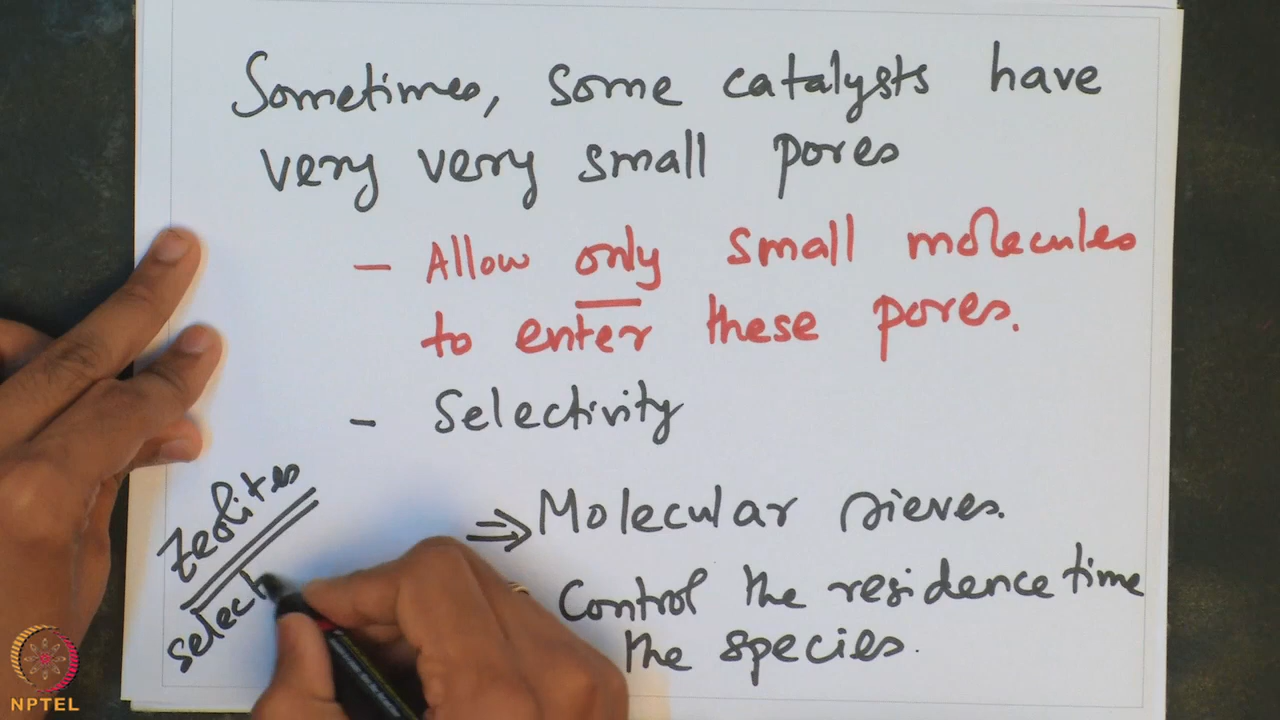 Sometimes, some catalysts have
very very small pores
- Allow only small molecules
to enter these pores.
- Selectivity
Zeolites
⇒ Molecular sieves.
Control the residence time
the species.
NPTEL